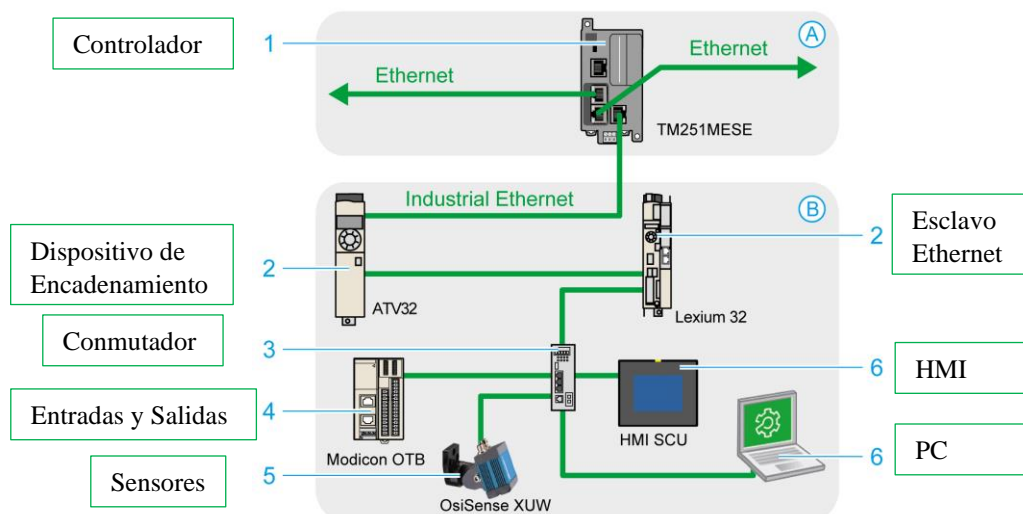 Controlador
1
Ethernet
Ethernet
A
TM251MESE
Industrial Ethernet
B
Dispositivo de
Encadenamiento
2
ATV32
2
Esclavo
Ethernet
Lexium 32
Conmutador
3
Entradas y Salidas
4
Modicon OTB
6
HMI
HMI SCU
Sensores
5
OsiSense XUW
6
PC